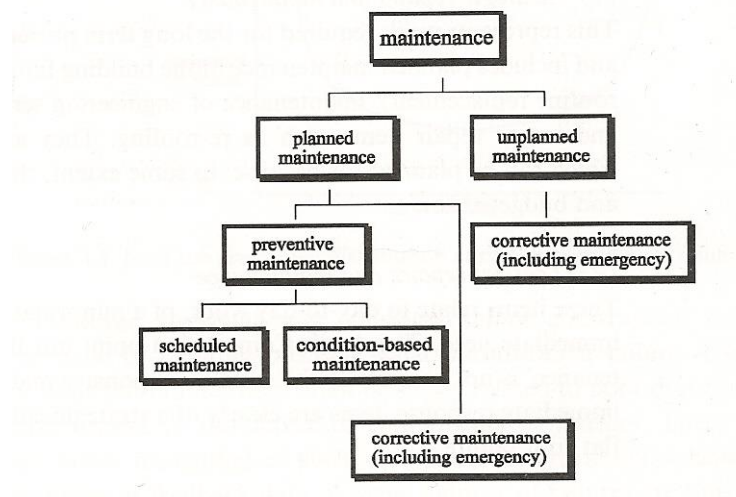 maintenance
planned
maintenance
unplanned
maintenance
preventive
maintenance
corrective maintenance
(including emergency)
scheduled
maintenance
condition-based
maintenance
corrective maintenance
(including emergency)